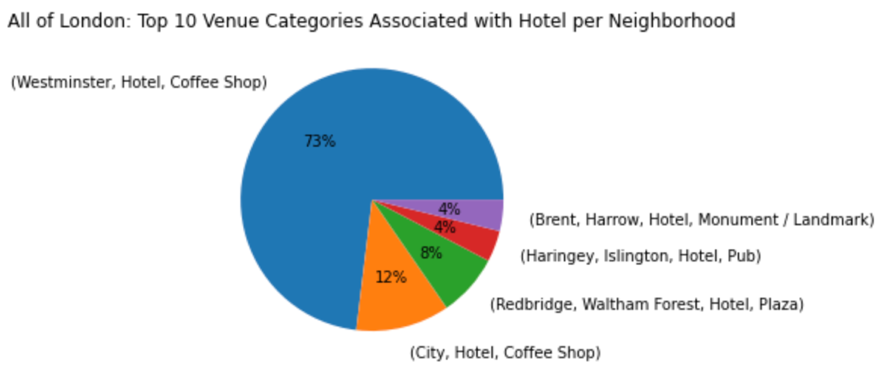 All of London: Top 10 Venue Categories Associated with Hotel per Neighborhood
(Westminster, Hotel, Coffee Shop)
73%
4%
(Brent, Harrow, Hotel, Monument / Landmark)
4%
(Haringey, Islington, Hotel, Pub)
8%
12%
(Redbridge, Waltham Forest, Hotel, Plaza)
(City, Hotel, Coffee Shop)